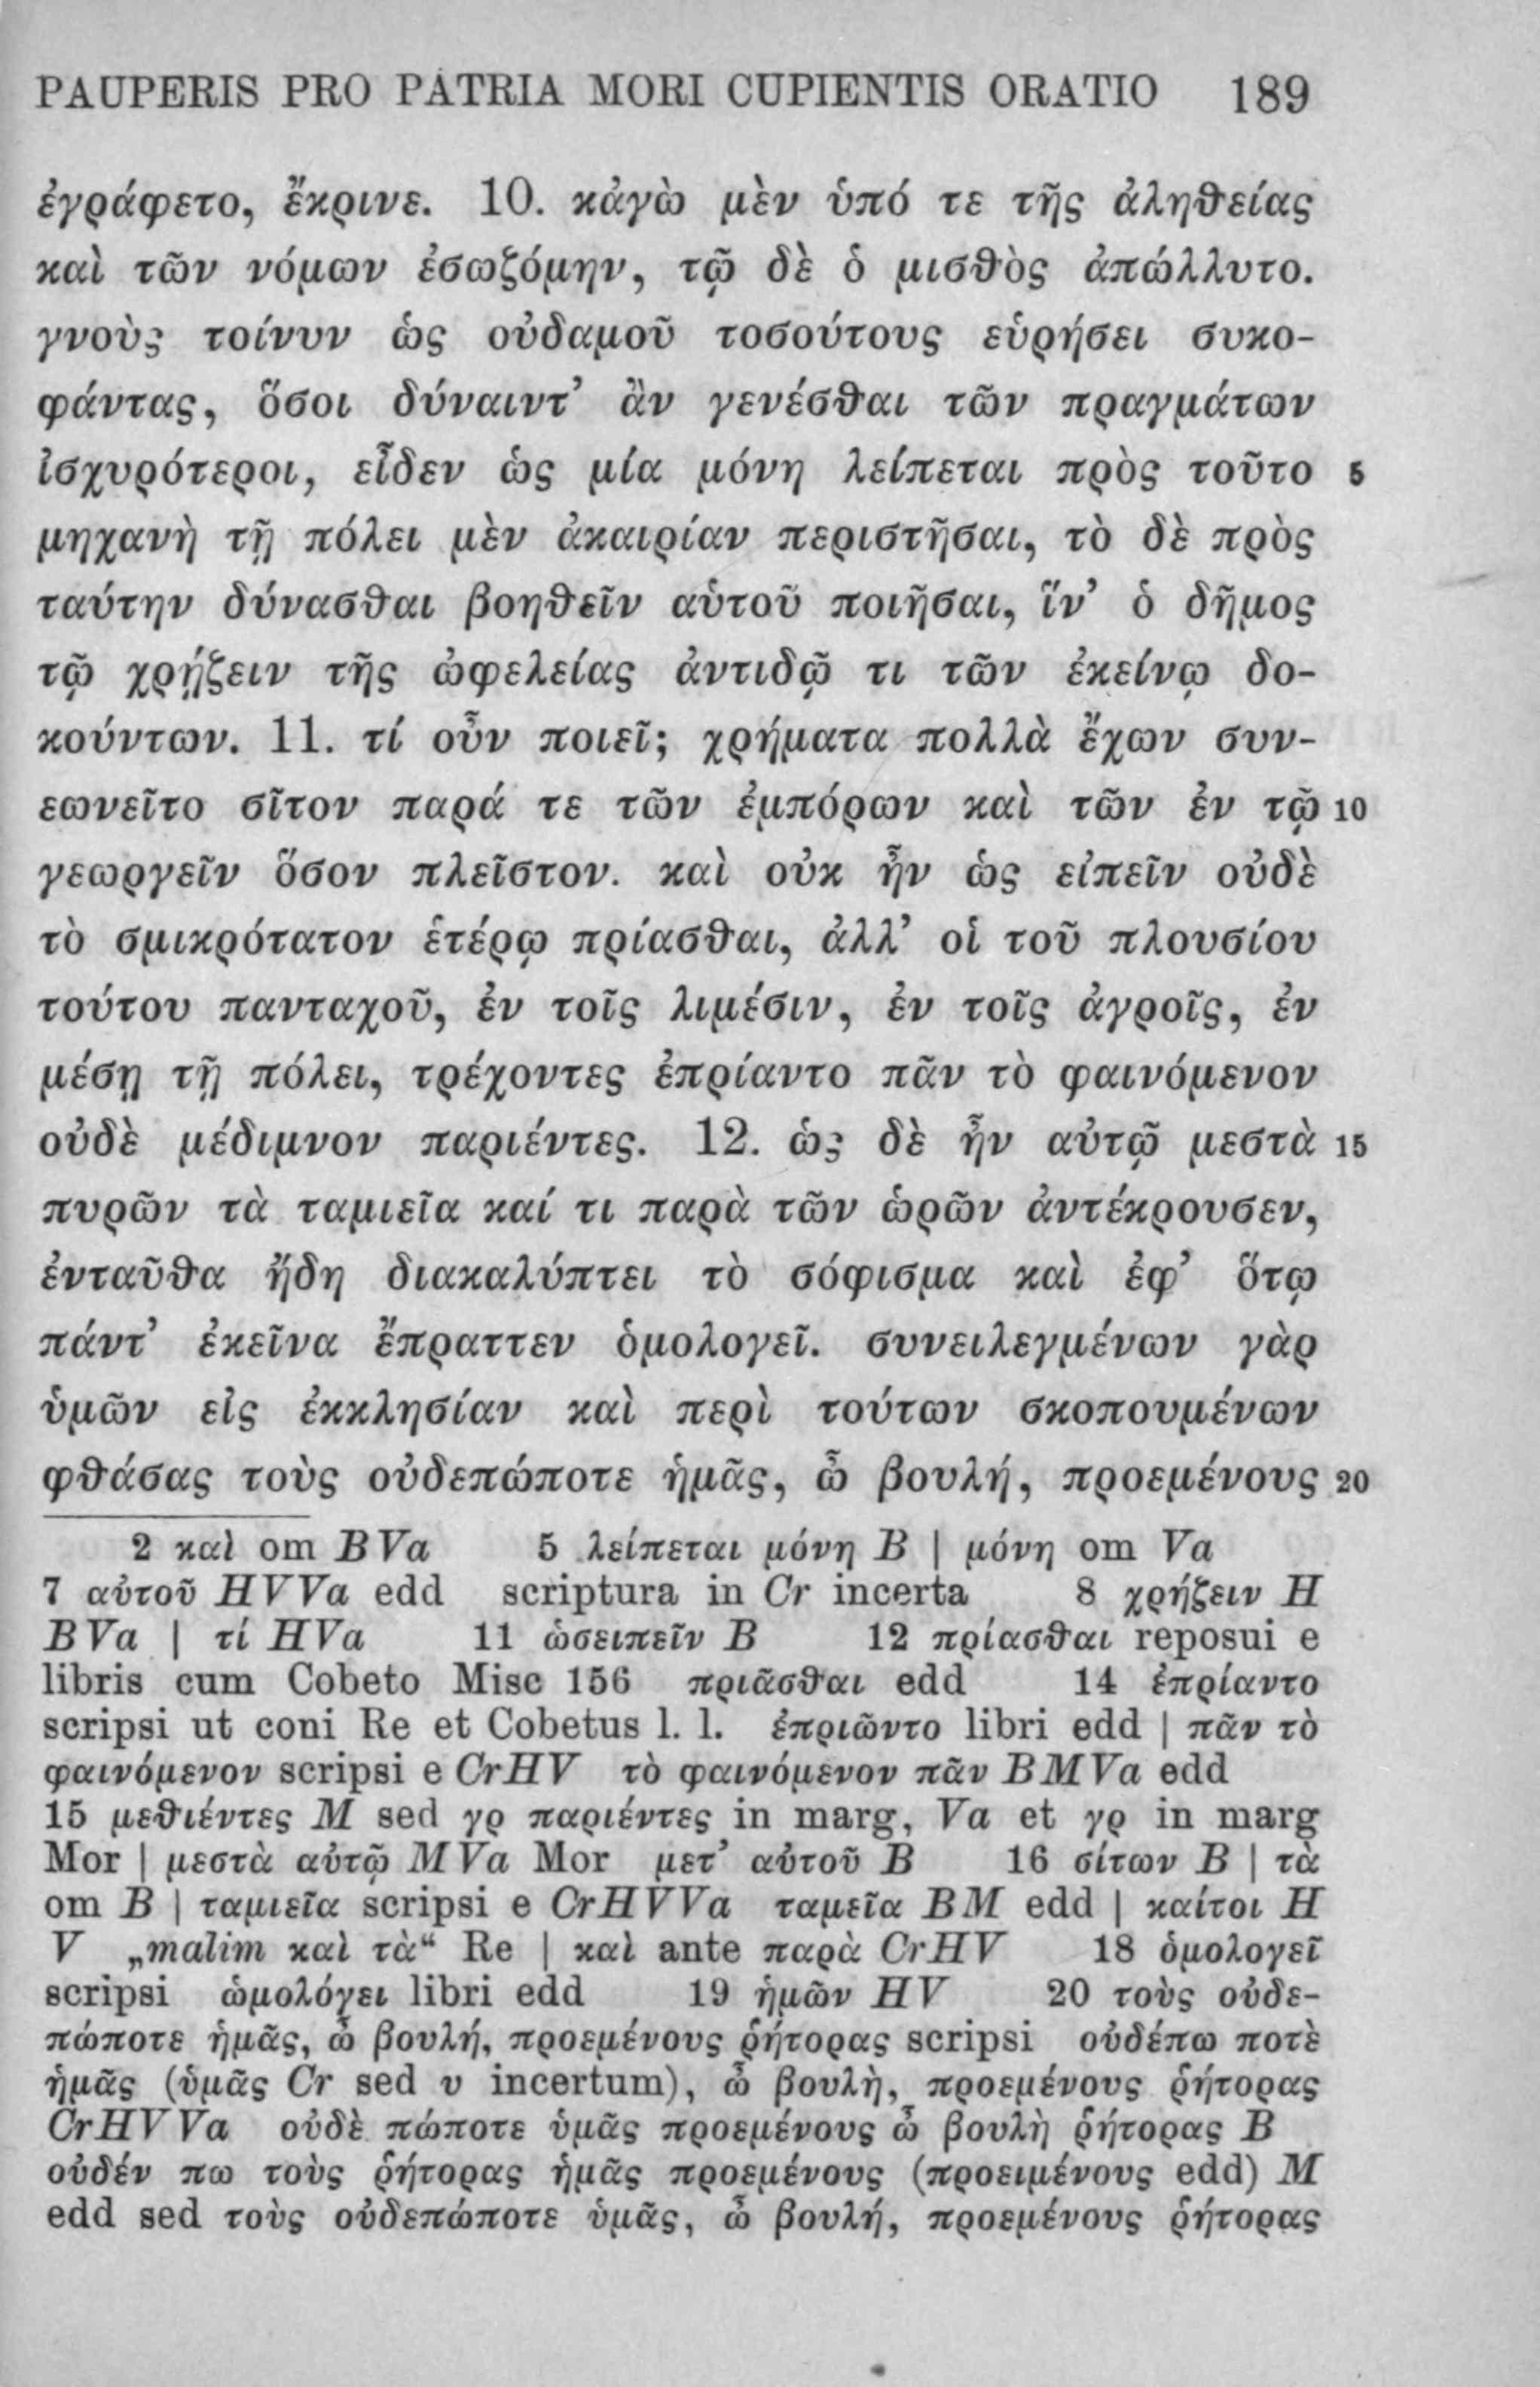 PAUPERIS PRO PATRIA MORI CUPIENTIS ORATIO 189
ἐγράφετο, ἔκρινε. 10. κἀγὼ μὲν ὑπό τε τῆς ἀληθείας
καὶ τῶν νόμων ἐσωζόμην, τῷ δὲ ὁ μισθὸς ἀπώλλυτο.
γνοὺς τοίνυν ὡς οὐδαμοῦ τοσούτους εὑρήσει συκο-
φάντας, ὅσοι δύναιντ’ ἂν γενέσθαι τῶν πραγμάτων
ἰσχυρότεροι, εἶδεν ὡς μία μόνη λείπεται πρὸς τοῦτο 5
μηχανὴ τῇ πόλει μὲν ἀκαιρίαν περιστῆσαι, τὸ δὲ πρὸς
ταύτην δύνασθαι βοηθεῖν αὑτοῦ ποιῆσαι, ἵν’ ὁ δῆμος
τῷ χρῄζειν τῆς ὠφελείας ἀντιδῷ τι τῶν ἐκείνῳ δο-
κούντων. 11. τί οὖν ποιεῖ; χρήματα πολλὰ ἔχων συν-
εωνεῖτο σῖτον παρά τε τῶν ἐμπόρων καὶ τῶν ἐν τῷ 10
γεωργεῖν ὅσον πλεῖστον. καὶ οὐκ ἦν ὡς εἰπεῖν οὐδὲ
τὸ σμικρότατον ἑτέρῳ πρίασθαι, ἀλλ’ οἱ τοῦ πλουσίου
τούτου πανταχοῦ, ἐν τοῖς λιμέσιν, ἐν τοῖς ἀγροῖς, ἐν
μέσῃ τῇ πόλει, τρέχοντες ἐπρίαντο πᾶν τὸ φαινόμενον
οὐδὲ μέδιμνον παριέντες. 12. ὡς δὲ ἦν αὐτῷ μεστὰ 15
πυρῶν τὰ ταμιεῖα καί τι παρὰ τῶν ὡρῶν ἀντέκρουσεν,
ἐνταῦθα ἤδη διακαλύπτει τὸ σόφισμα καὶ ἐφ’ ὅτῳ
πάντ’ ἐκεῖνα ἔπραττεν ὁμολογεῖ. συνειλεγμένων γὰρ
ὑμῶν εἰς ἐκκλησίαν καὶ περὶ τούτων σκοπουμένων
φθάσας τοὺς οὐδεπώποτε ἡμᾶς, ὦ βουλή, προεμένους 20
2 καὶ om BVa 5 λείπεται μόνη B | μόνη om Va
7 αὐτοῦ HVVa edd scriptura in Cr incerta 8 χρήζειν H
BVa | τί HVa 11 ὡσειπεῖν B 12 πρίασθαι reposui e
libris cum Cobeto Misc 156 πριᾶσθαι edd 14 ἐπρίαντο
scripsi ut coni Re et Cobetus l. l. ἐπριῶντο libri edd | πᾶν τὸ
φαινόμενον scripsi e CrHV τὸ φαινόμενον πᾶν BMVa edd
15 μεθιέντες M sed γρ παριέντες in marg, Va et γρ in marg
Mor | μεστὰ αὐτῷ MVa Mor μετ’ αὐτοῦ B 16 σίτων B | τὰ
om B | ταμιεῖα scripsi e CrHVVa ταμεῖα BM edd | καίτοι H
V „malim καὶ τὰ“ Re | καὶ ante παρὰ CrHV 18 ὁμολογεῖ
scripsi ὡμολόγει libri edd 19 ἡμῶν HV 20 τοὺς οὐδε-
πώποτε ἡμᾶς, ὦ βουλή, προεμένους ῥήτορας scripsi οὐδέπω ποτὲ
ἡμᾶς (ὑμᾶς Cr sed υ incertum), ὦ βουλὴ, προεμένους ῥήτορας
CrHVVa οὐδὲ πώποτε ὑμᾶς προεμένους ὦ βουλὴ ῥήτορας B
οὐδέν πω τοὺς ῥήτορας ἡμᾶς προεμένους (προειμένους edd) M
edd sed τοὺς οὐδεπώποτε ὑμᾶς, ὦ βουλή, προεμένους ῥήτορας